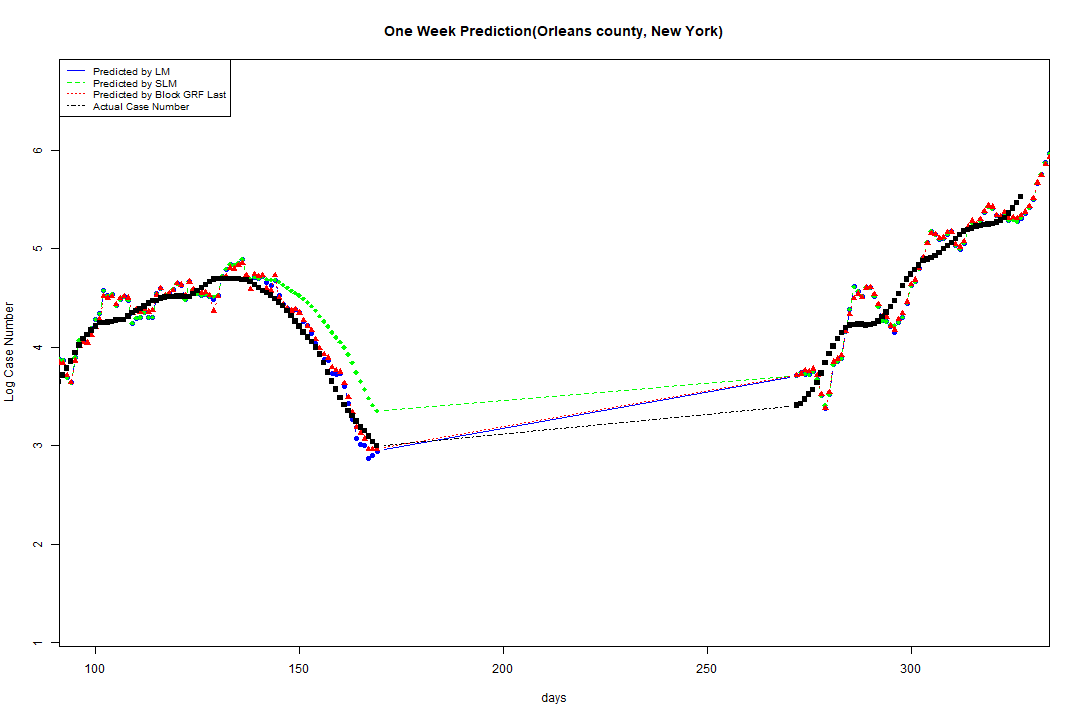 One Week Prediction(Orleans county, New York)
Predicted by LM
Predicted by SLM
Predicted by Block GRF Last
Actual Case Number
Log Case Number
6
5
4
3
2
1
100 150 200 250 300
days